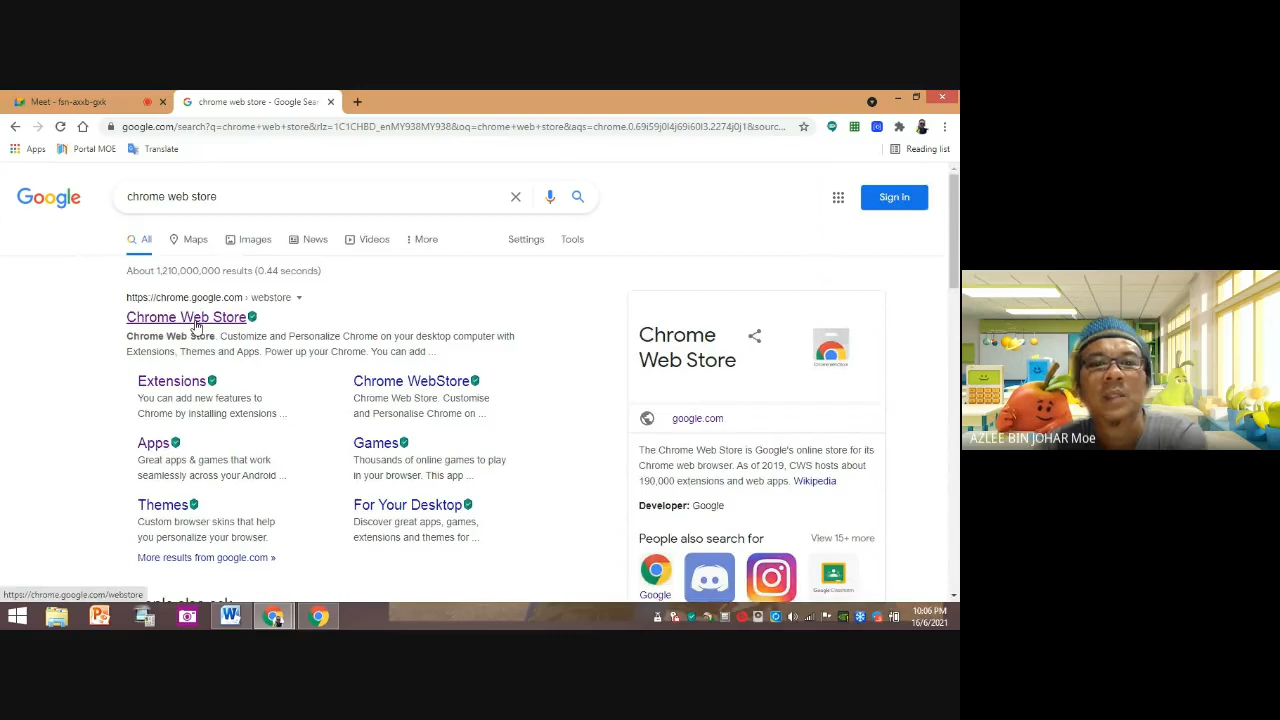 Meet - fsn-axxb-gxk
chrome web store - Google Sear
google.com/search?q=chrome+web+store&rlz=1C1CHBD_enMY938MY938&oq=chrome+web+store&aqs=chrome.0.69i59j0l4j69i60l3.2274j0j1&sourc...
Apps
Portal MOE
Translate
Reading list
Google
chrome web store
Sign in
All
Maps
Images
News
Videos
More
Settings
Tools
About 1,210,000,000 results (0.44 seconds)
https://chrome.google.com › webstore
Chrome Web Store
Chrome Web Store. Customize and Personalize Chrome on your desktop computer with
Extensions, Themes and Apps. Power up your Chrome. You can add ...
Extensions
You can add new features to
Chrome by installing extensions ...
Chrome WebStore
Chrome Web Store. Customise
and Personalise Chrome on ...
Apps
Great apps & games that work
seamlessly across your Android ...
Games
Thousands of online games to play
in your browser. This app ...
Themes
Custom browser skins that help
you personalize your browser.
For Your Desktop
Discover great apps, games,
extensions and themes for ...
More results from google.com »
Chrome
Web Store
google.com
The Chrome Web Store is Google's online store for its
Chrome web browser. As of 2019, CWS hosts about
190,000 extensions and web apps. Wikipedia
Developer: Google
People also search for
View 15+ more
Google
Google Classroom
https://chrome.google.com/webstore
10:06 PM
16/6/2021
AZLEE BIN JOHAR Moe